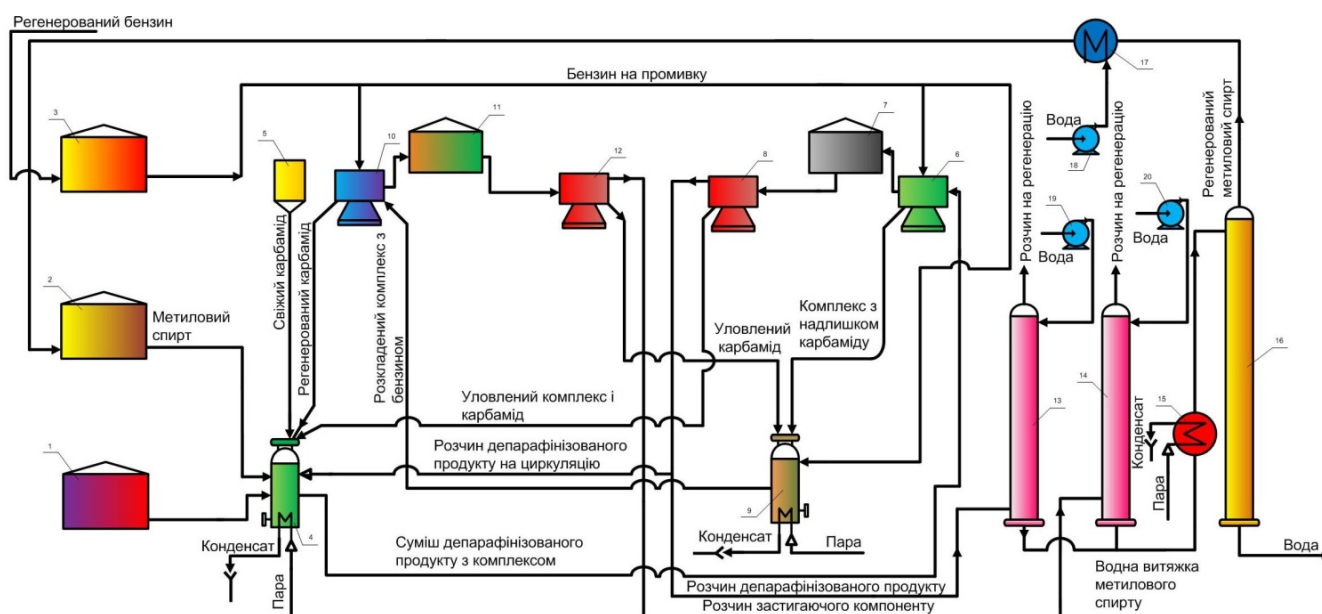 Регенерований бензин
Бензин на промивку
17
3
5
10
11
12
8
7
6
Вода
18
Розчин на регенерацію
Розчин на регенерацію
Регенерований
метиловий спирт
19
Вода
20
Вода
2
Метиловий
спирт
Свіжий карбамід
Регенерований карбамід
Розкладений комплекс з
бензином
Уловлений
карбамід
Комплекс з
надлишком
карбаміду
Уловлений комплекс і
карбамід
Розчин депарафінізованого
продукту на циркуляцію
1
4
9
13
14
15
16
Конденсат
Пара
Конденсат
Пара
Суміш депарафінізованого
продукту з комплексом
Конденсат
Пара
Розчин депарафінізованого продукту
Розчин застигаючого компоненту
Водна витяжка
метилового
спирту
Вода